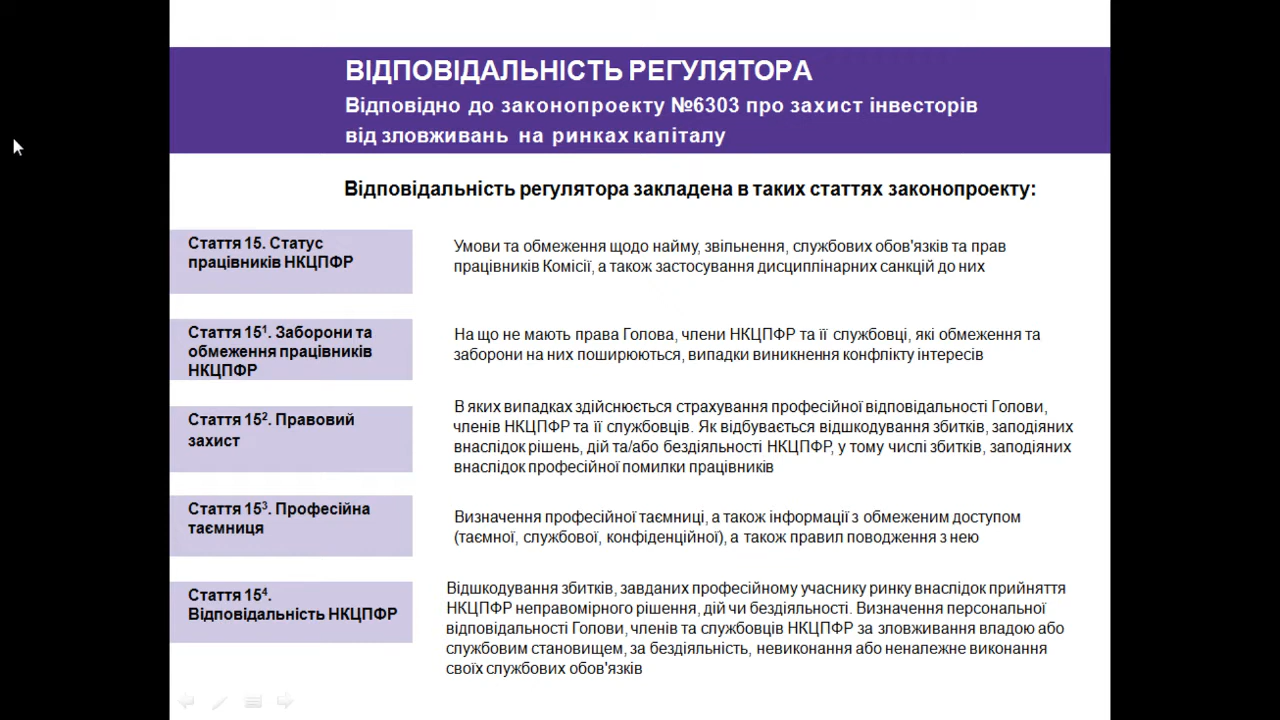 ВІДПОВІДАЛЬНІСТЬ РЕГУЛЯТОРА
Відповідно до законопроекту №6303 про захист інвесторів
від зловживань на ринках капіталу
Відповідальність регулятора закладена в таких статтях законопроекту:
Стаття 15. Статус
працівників НКЦПФР
Умови та обмеження щодо найму, звільнення, службових обов'язків та прав
працівників Комісії, а також застосування дисциплінарних санкцій до них
Стаття 15¹. Заборони та
обмеження працівників
НКЦПФР
На що не мають права Голова, члени НКЦПФР та її службовці, які обмеження та
заборони на них поширюються, випадки виникнення конфлікту інтересів
Стаття 15². Правовий
захист
В яких випадках здійснюється страхування професійної відповідальності Голови,
членів НКЦПФР та її службовців. Як відбувається відшкодування збитків, заподіяних
внаслідок рішень, дій та/або бездіяльності НКЦПФР, у тому числі збитків, заподіяних
внаслідок професійної помилки працівників
Стаття 15³. Професійна
таємниця
Визначення професійної таємниці, а також інформації з обмеженим доступом
(таємної, службової, конфіденційної), а також правил поводження з нею
Стаття 15⁴.
Відповідальність НКЦПФР
Відшкодування збитків, завданих професійному учаснику ринку внаслідок прийняття
НКЦПФР неправомірного рішення, дій чи бездіяльності. Визначення персональної
відповідальності Голови, членів та службовців НКЦПФР за зловживання владою або
службовим становищем, за бездіяльність, невиконання або неналежне виконання
своїх службових обов'язків